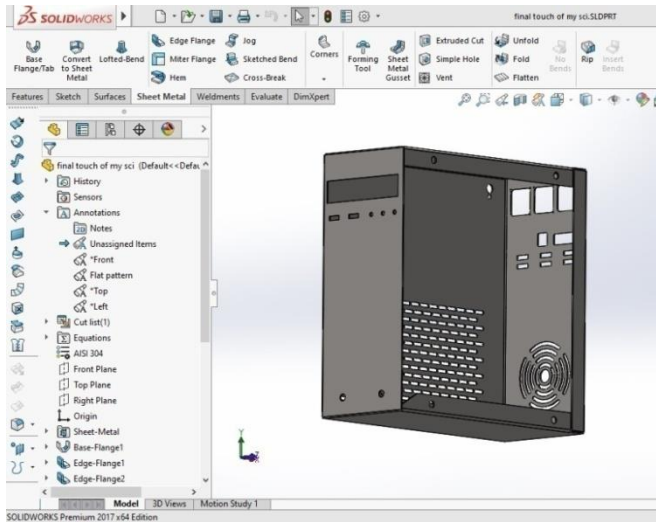 SOLIDWORKS
final touch of my sci.SLDPRT
Base Flange/Tab
Convert to Sheet Metal
Lofted-Bend
Edge Flange
Miter Flange
Hem
Jog
Sketched Bend
Cross-Break
Corners
Forming Tool
Sheet Metal Gusset
Extruded Cut
Simple Hole
Vent
Unfold
Fold
Flatten
No Bends
Rip
Insert Bends
Features Sketch Surfaces Sheet Metal Weldments Evaluate DimXpert
final touch of my sci (Default<<Defau
History
Sensors
Annotations
Notes
Unassigned Items
*Front
Flat pattern
*Top
*Left
Cut list(1)
Equations
AISI 304
Front Plane
Top Plane
Right Plane
Origin
Sheet-Metal
Base-Flange1
Edge-Flange1
Edge-Flange2
Y
Model 3D Views Motion Study 1
SOLIDWORKS Premium 2017 x64 Edition